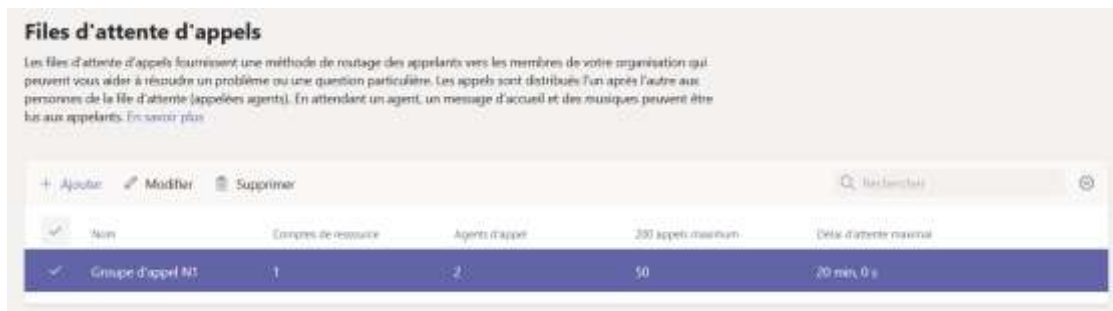 Files d'attente d'appels
Les files d'attente d'appels fournissent une méthode de routage des appelants vers les membres de votre organisation qui
peuvent vous aider à résoudre un problème ou une question particulière. Les appels sont distribués l'un après l'autre aux
personnes de la file d'attente (appelées agents). En attendant un agent, un message d'accueil et des musiques peuvent être
lus aux appelants. En savoir plus
+ Ajouter Modifier Supprimer Rechercher
Nom Comptes de ressource Agents d'appel 200 appels maximum Délai d'attente maximal
Groupe d'appel N1 1 2 50 20 min, 0 s